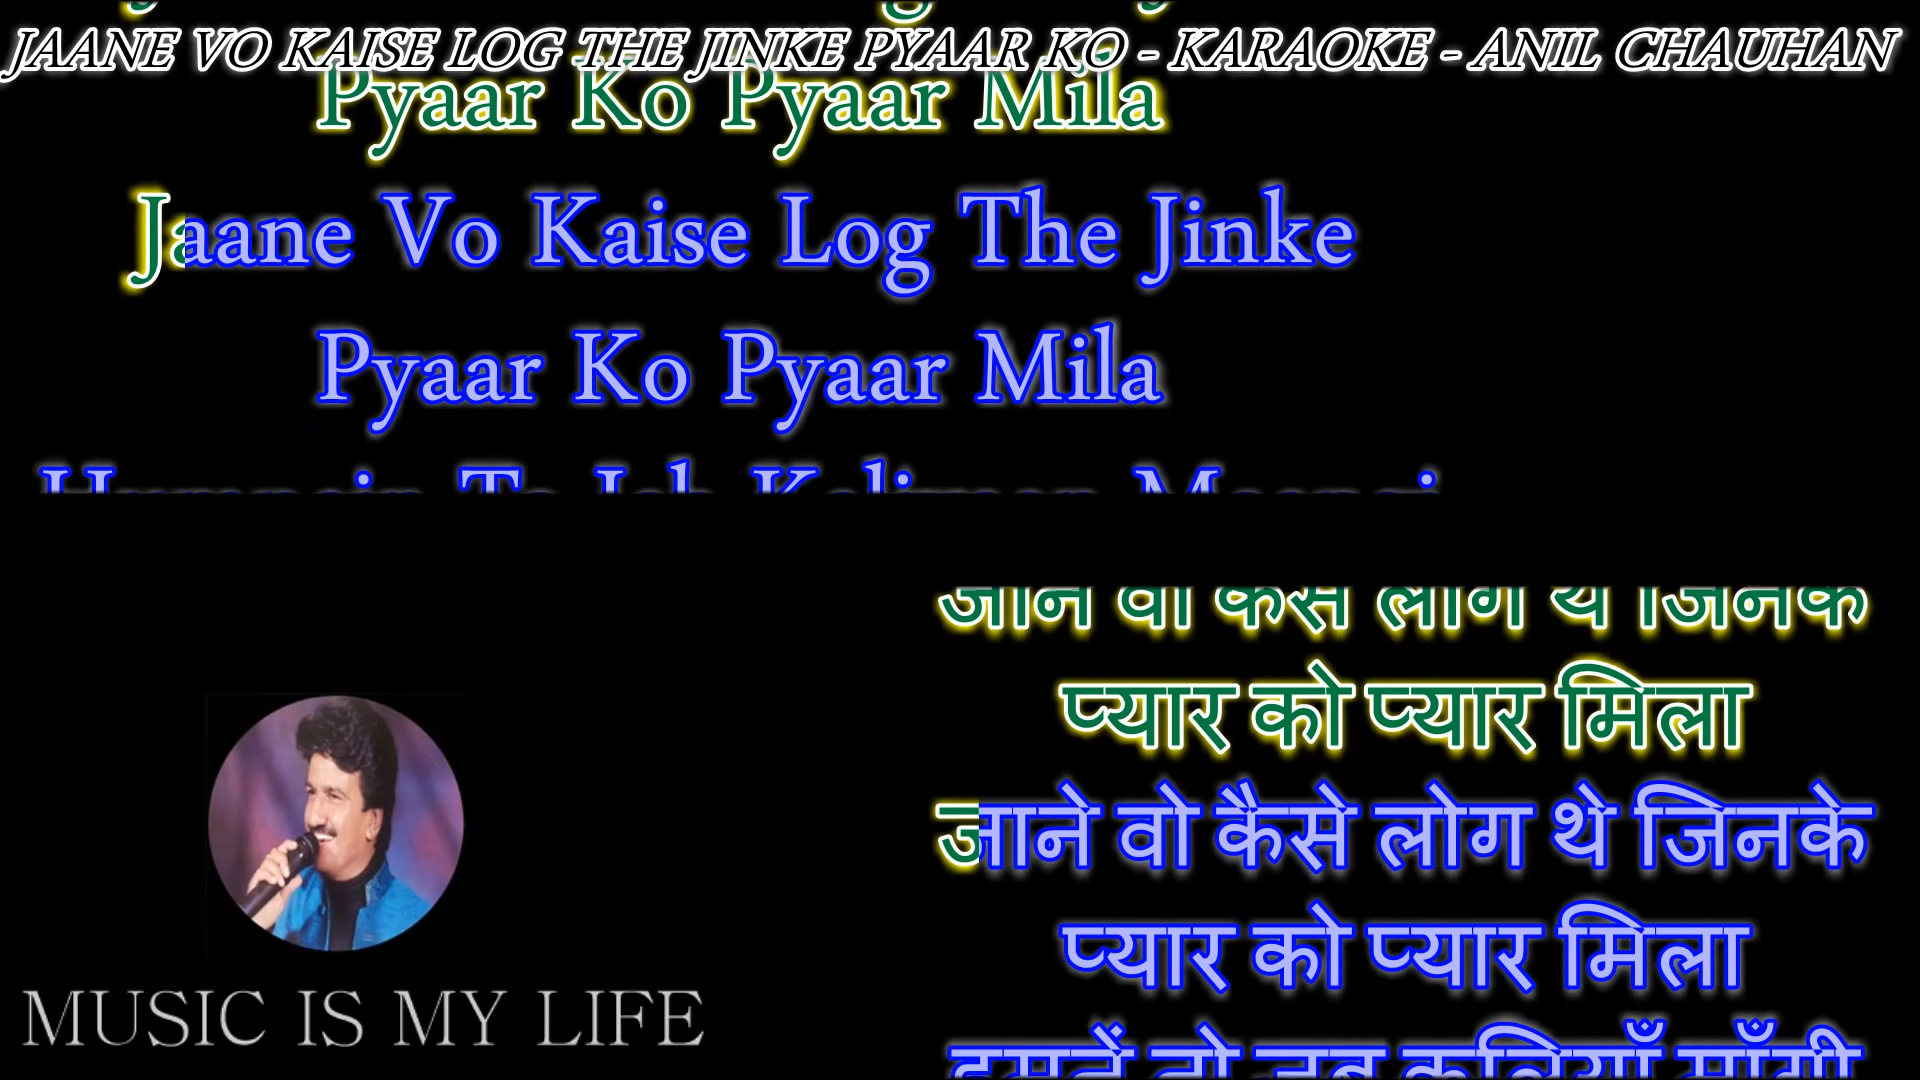 JAANE VO KAISE LOG THE JINKE PYAAR KO - KARAOKE - ANIL CHAUHAN
Pyaar Ko Pyaar Mila
Jaane Vo Kaise Log The Jinke
Pyaar Ko Pyaar Mila
जाने वो कैसे लोग थे जिनके
प्यार को प्यार मिला
जाने वो कैसे लोग थे जिनके
प्यार को प्यार मिला
MUSIC IS MY LIFE